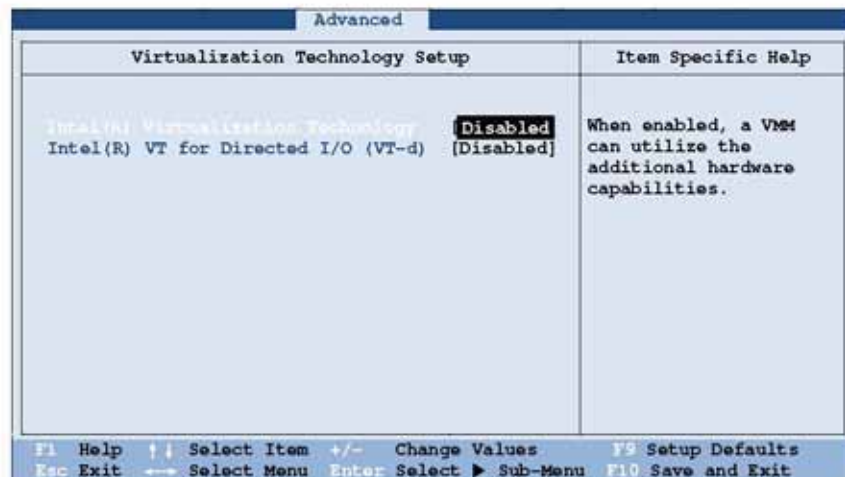 Advanced
Virtualization Technology Setup
Item Specific Help
Intel(R) Virtualization Technology [Disabled
Intel(R) VT for Directed I/O (VT-d) [Disabled]
When enabled, a VMM
can utilize the
additional hardware
capabilities.
F1 Help ↑↓ Select Item +/- Change Values F9 Setup Defaults
Esc Exit ←→ Select Menu Enter Select ▶ Sub-Menu F10 Save and Exit